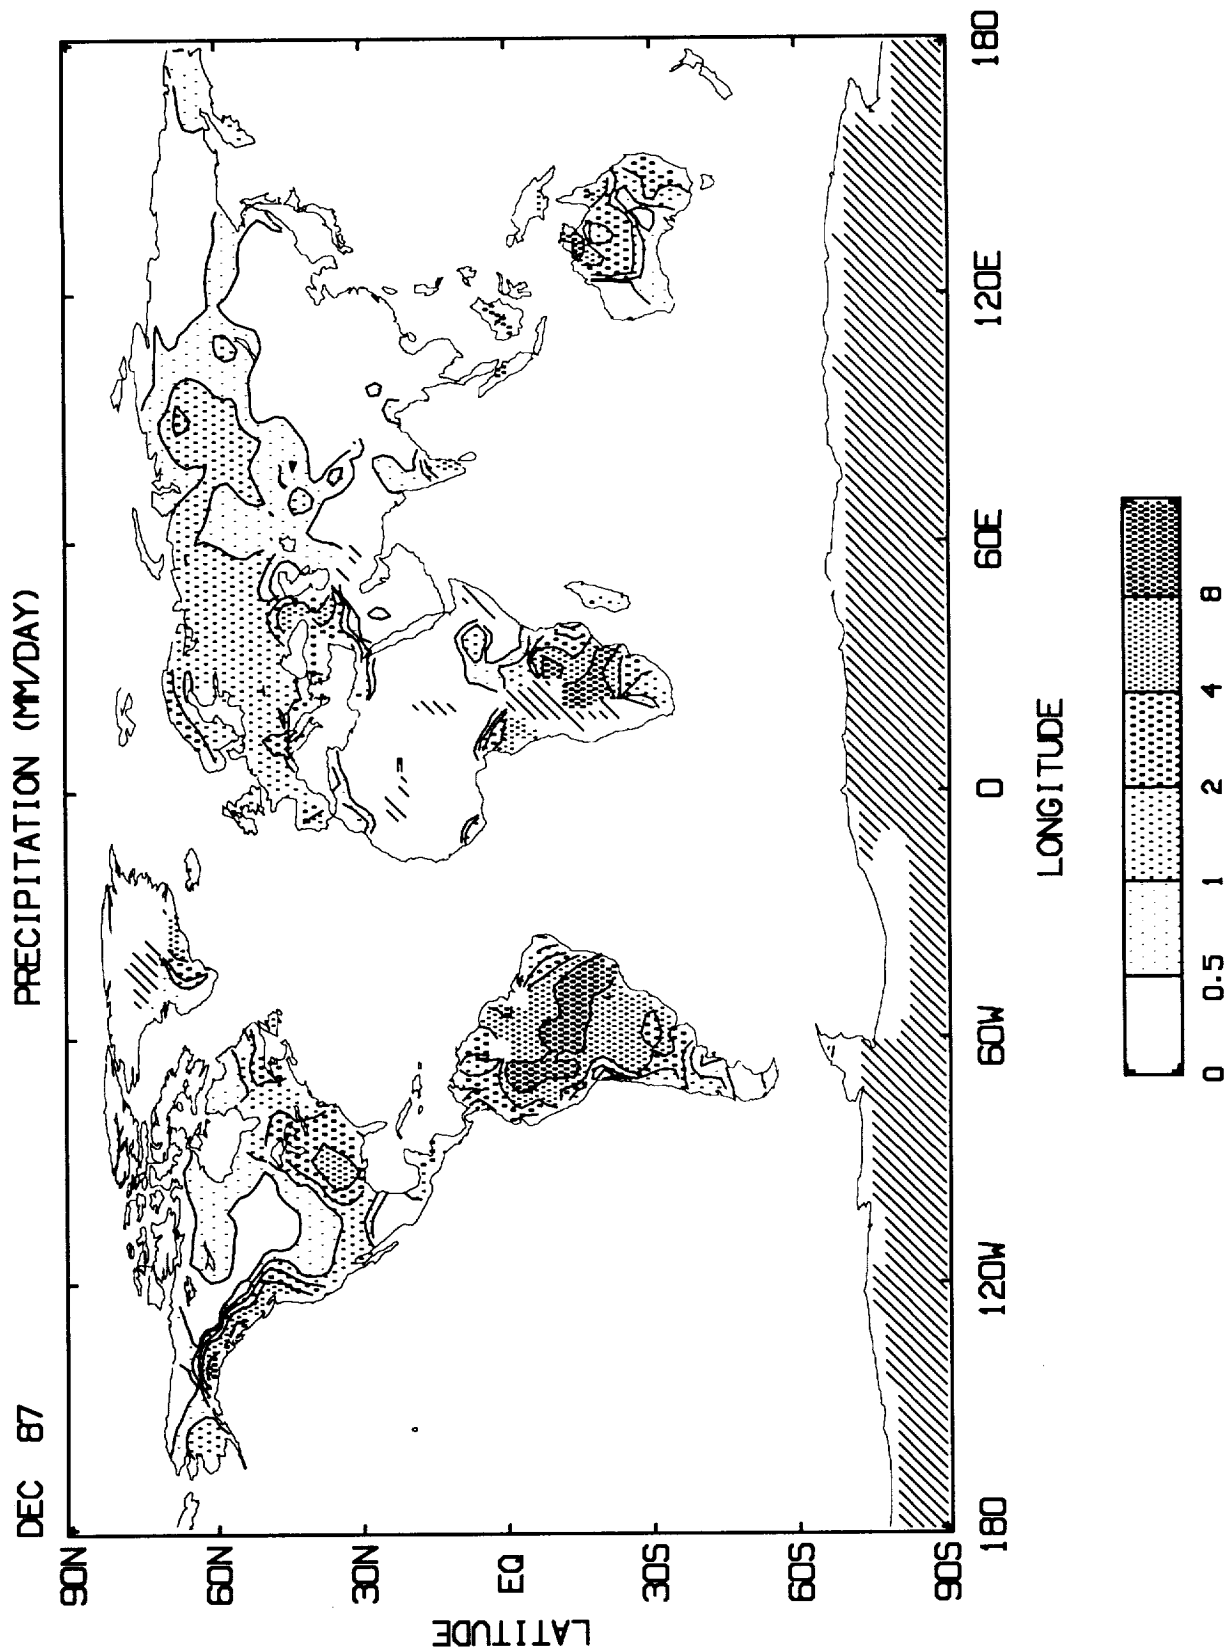 DEC 87 PRECIPITATION (MM/DAY)
90N
60N
30N
EQ
30S
60S
90S
LATITUDE
180 120W 60W 0 60E 120E 180
LONGITUDE
0 0.5 1 2 4 8